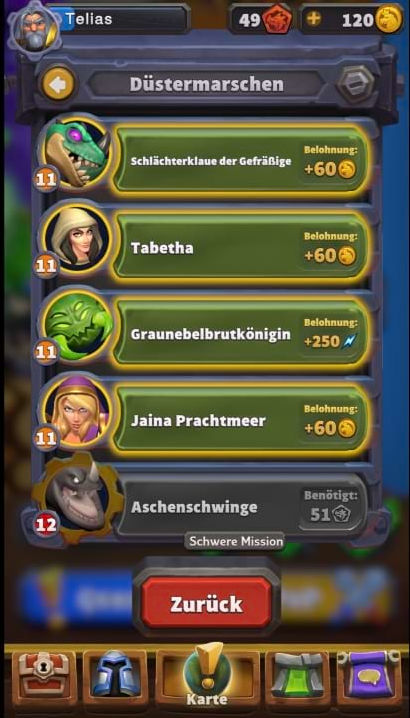 Telias
49
+ 120
Düstermarschen
Schlächterklaue der Gefräßige
Belohnung:
+60
11
Tabetha
Belohnung:
+60
11
Graunebelbrutkönigin
Belohnung:
+250
11
Jaina Prachtmeer
Belohnung:
+60
11
Aschenschwinge
Benötigt:
51
12
Schwere Mission
Zurück
Karte